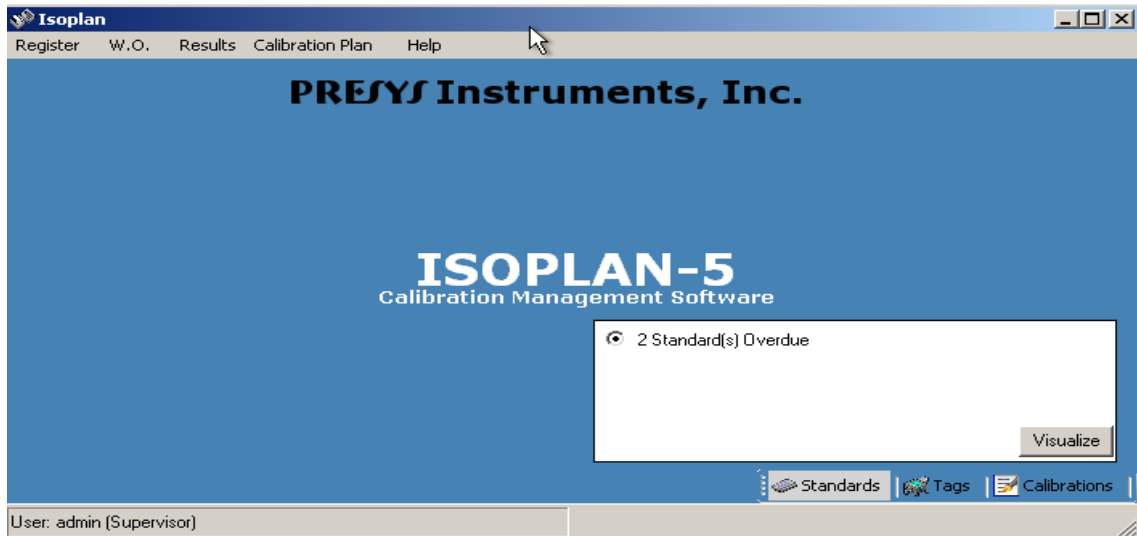 Isoplan
Register W.O. Results Calibration Plan Help
PRESYS Instruments, Inc.
ISOPLAN-5
Calibration Management Software
2 Standard(s) Overdue
Visualize
Standards Tags Calibrations
User: admin (Supervisor)